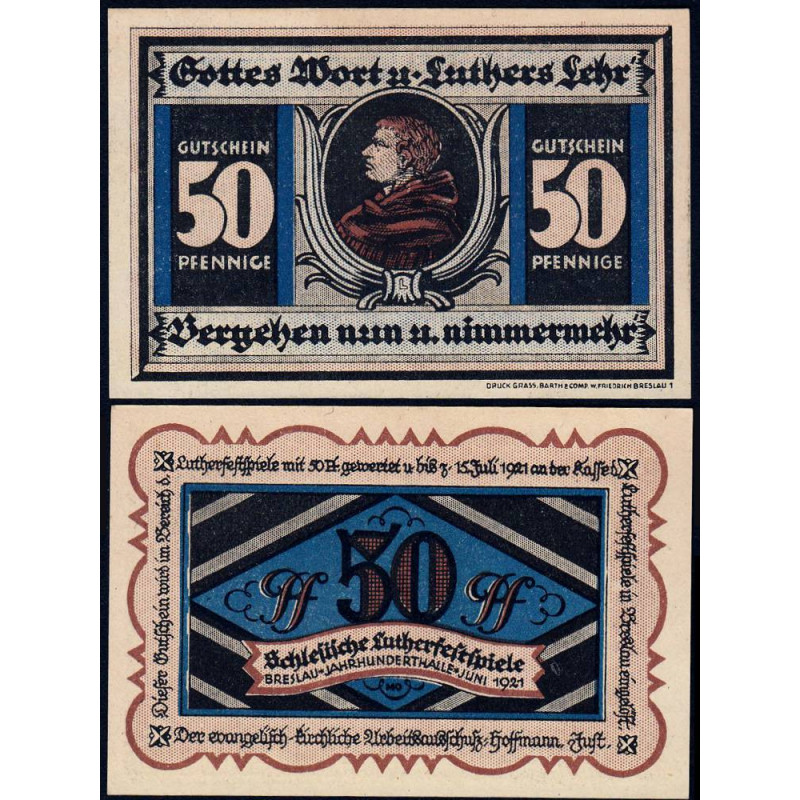 Gottes Wort u. Luthers Lehr
GUTSCHEIN
50
PFENNIGE
GUTSCHEIN
50
PFENNIGE
L
Vergehen nun u. nimmermehr
DRUCK GRASS, BARTH & COMP. W. FRIEDRICH BRESLAU 1
Dieser Gutschein wird im Bereich d.
Lutherfestspiele mit 50 Pf. gewertet u. bis z. 15. Juli 1921 an der Kasse d.
Lutherfestspiele in Breslau eingelöst.
Pf 50 Pf
Schlesische Lutherfestspiele
BRESLAU-JAHRHUNDERTHALLE-JUNI 1921
Der evangelisch-kirchliche Arbeitsausschuß: Hoffmann, Just.